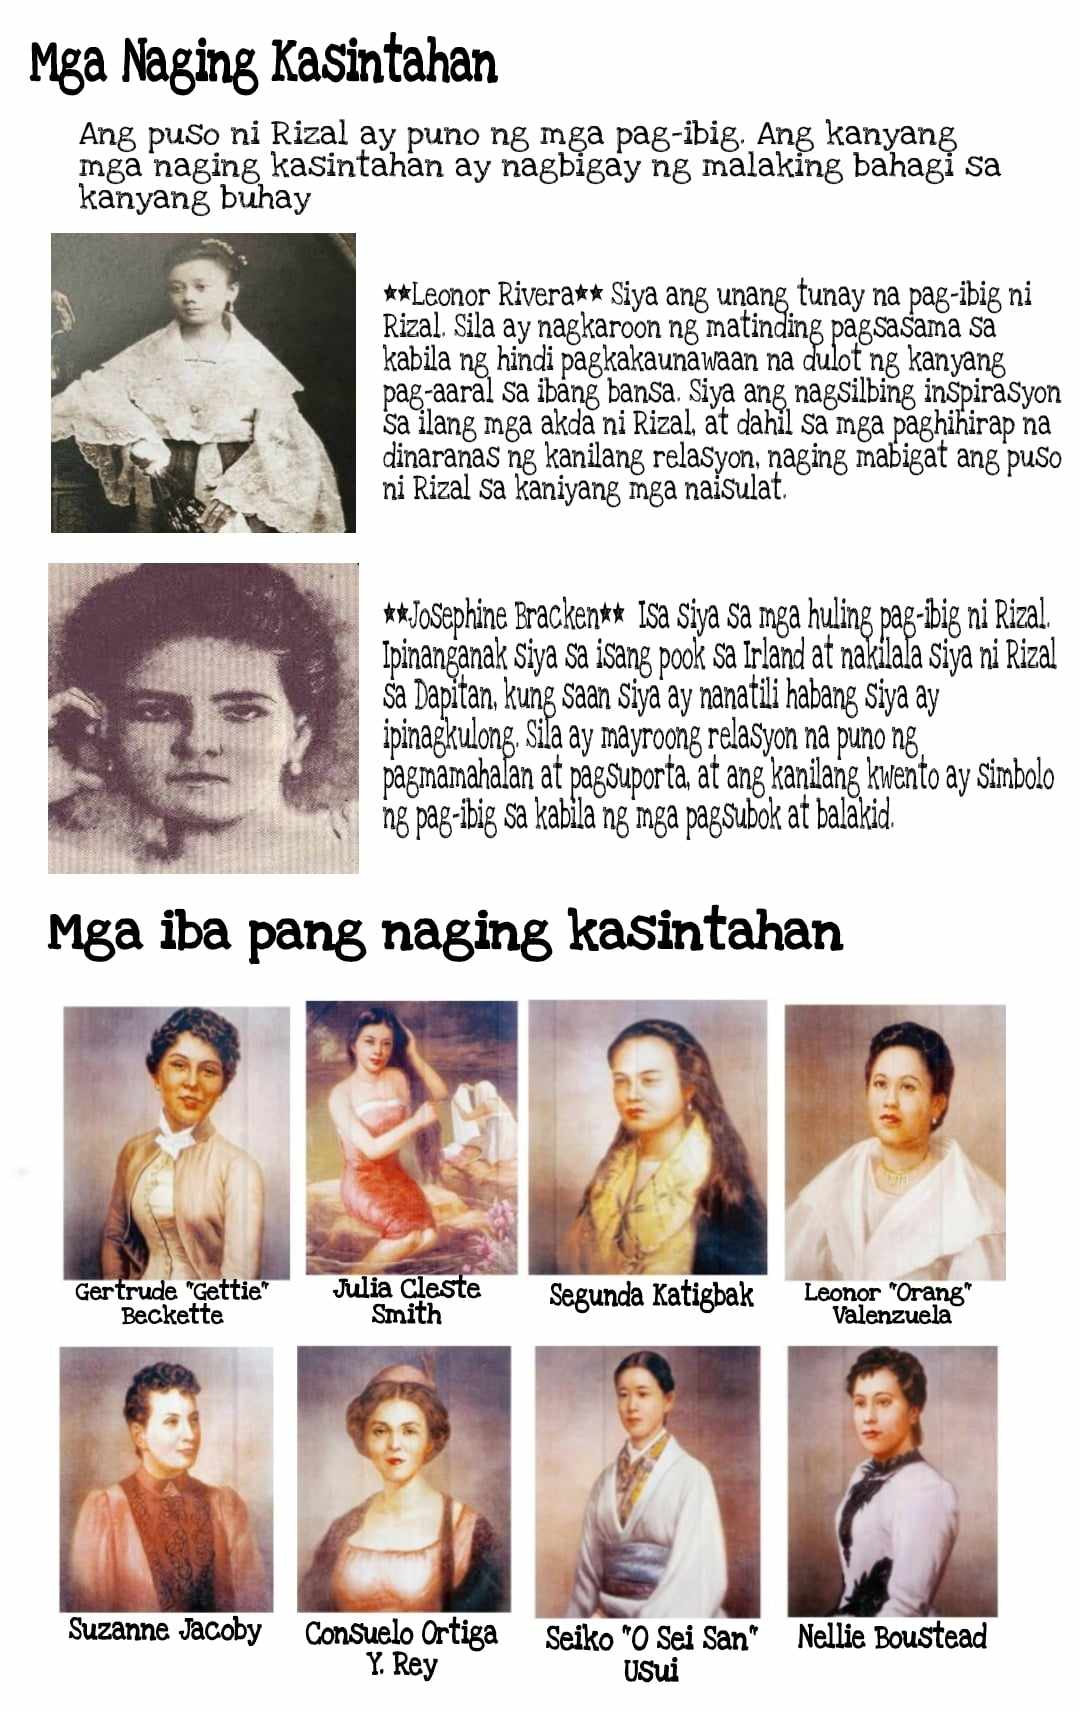 Mga Naging Kasintahan
Ang puso ni Rizal ay puno ng mga pag-ibig. Ang kanyang
mga naging kasintahan ay nagbigay ng malaking bahagi sa
kanyang buhay
**Leonor Rivera** Siya ang unang tunay na pag-ibig ni
Rizal. Sila ay nagkaroon ng matinding pagsasama sa
kabila ng hindi pagkakaunawaan na dulot ng kanyang
pag-aaral sa ibang bansa. Siya ang nagsilbing inspirasyon
sa ilang mga akda ni Rizal, at dahil sa mga paghihirap na
dinaranas ng kanilang relasyon, naging mabigat ang puso
ni Rizal sa kaniyang mga naisulat.
**Josephine Bracken** Isa siya sa mga huling pag-ibig ni Rizal.
Ipinanganak siya sa isang pook sa Irland at nakilala siya ni Rizal
sa Dapitan, kung saan siya ay nanatili habang siya ay
ipinagkulong. Sila ay mayroong relasyon na puno ng
pagmamahalan at pagsuporta, at ang kanilang kwento ay simbolo
ng pag-ibig sa kabila ng mga pagsubok at balakid.
Mga iba pang naging kasintahan
Gertrude "Gettie"
Beckette
Julia Cleste
Smith
Segunda Katigbak
Leonor "Orang"
Valenzuela
Suzanne Jacoby
Consuelo Ortiga
Y. Rey
Seiko "O Sei San"
Usui
Nellie Boustead